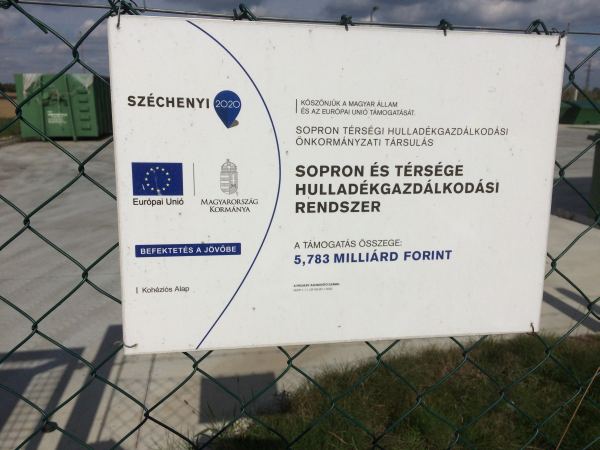 SZÉCHENYI 2020
KÖSZÖNJÜK A MAGYAR ÁLLAM
ÉS AZ EURÓPAI UNIÓ TÁMOGATÁSÁT.
SOPRON TÉRSÉGI HULLADÉKGAZDÁLKODÁSI
ÖNKORMÁNYZATI TÁRSULÁS
SOPRON ÉS TÉRSÉGE
HULLADÉKGAZDÁLKODÁSI
RENDSZER
Európai Unió
MAGYARORSZÁG
KORMÁNYA
BEFEKTETÉS A JÖVŐBE
A TÁMOGATÁS ÖSSZEGE:
5,783 MILLIÁRD FORINT
Kohéziós Alap